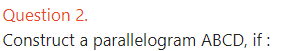 Question 2.
Construct a parallelogram ABCD, if :